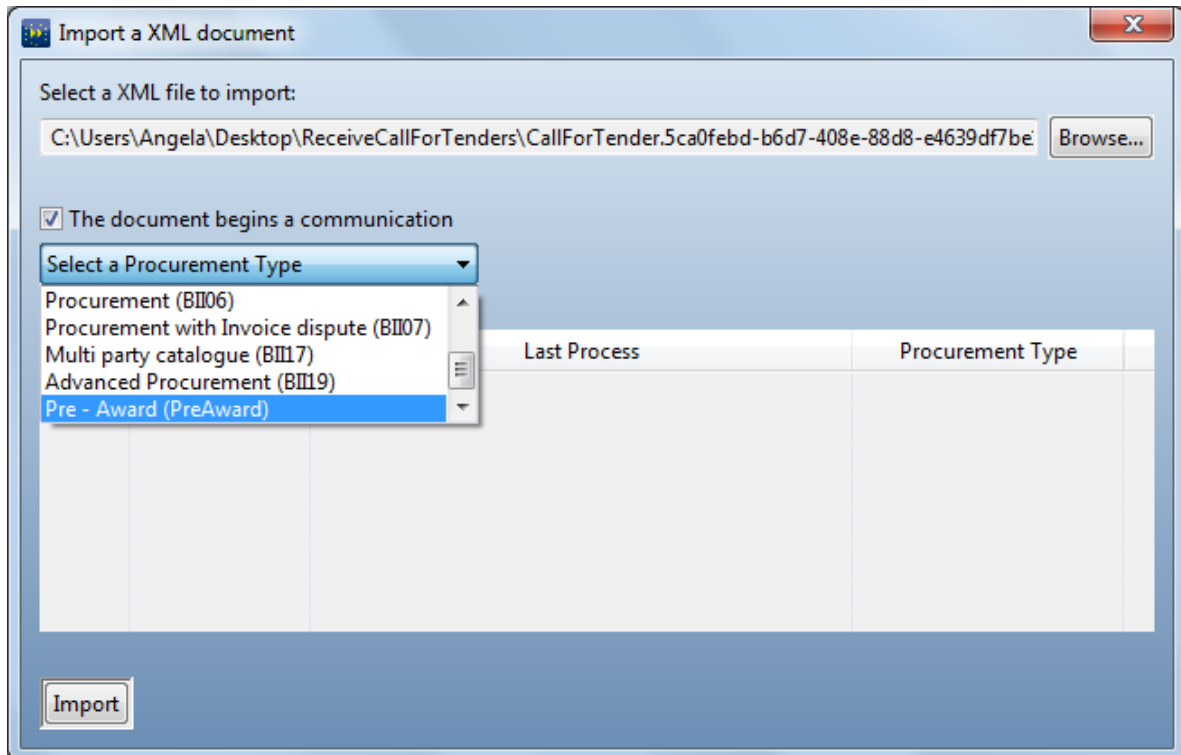 Import a XML document
Select a XML file to import:
C:\Users\Angela\Desktop\ReceiveCallForTenders\CallForTender.5ca0febd-b6d7-408e-88d8-e4639df7be
Browse...
The document begins a communication
Select a Procurement Type
Procurement (BII06)
Procurement with Invoice dispute (BII07)
Multi party catalogue (BII17)
Advanced Procurement (BII19)
Pre - Award (PreAward)
Last Process
Procurement Type
Import